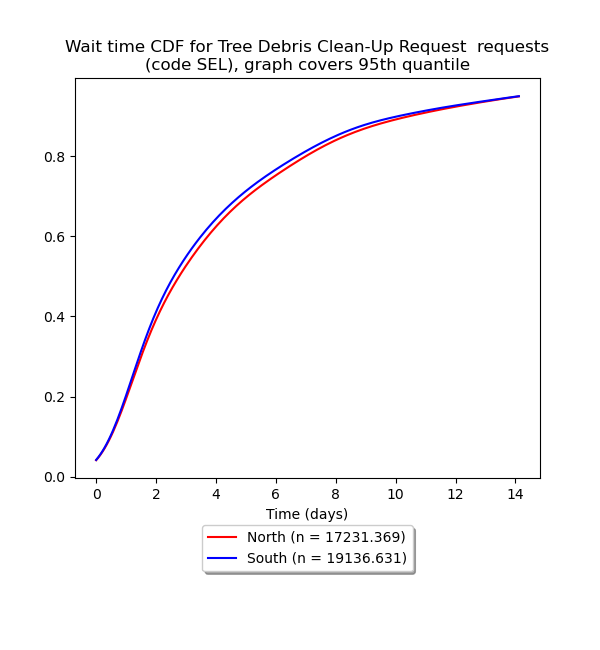 Wait time CDF for Tree Debris Clean-Up Request  requests
(code SEL), graph covers 95th quantile
0.8
0.6
0.4
0.2
0.0
0 2 4 6 8 10 12 14
Time (days)
North (n = 17231.369)
South (n = 19136.631)